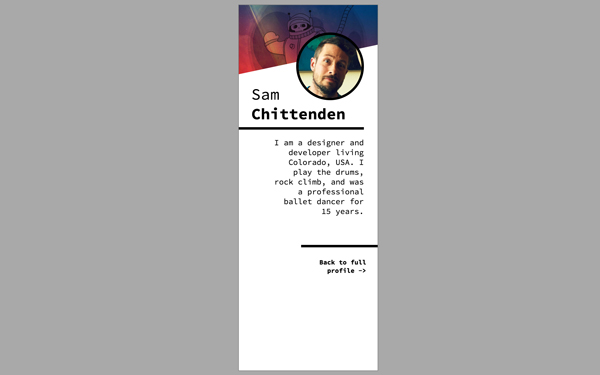 Sam
Chittenden
I am a designer and
developer living
Colorado, USA. I
play the drums,
rock climb, and was
a professional
ballet dancer for
15 years.
Back to full
profile ->